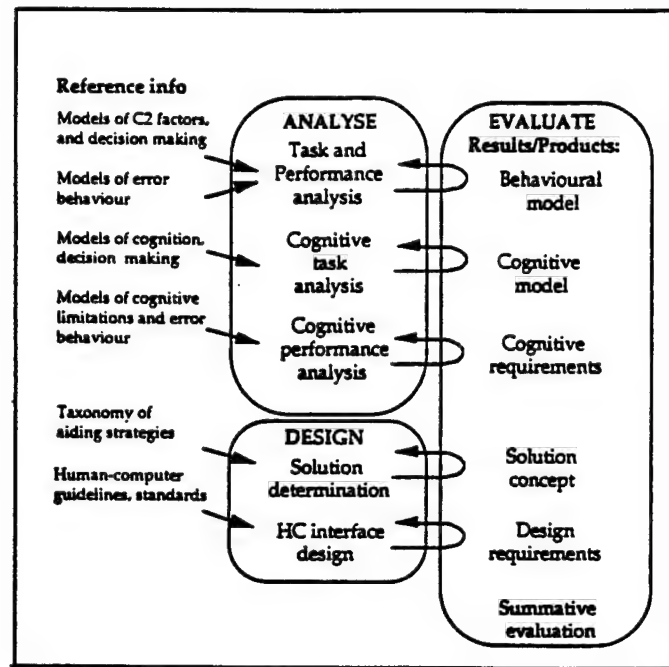 Reference info
Models of C2 factors,
and decision making
Models of error
behaviour
Models of cognition,
decision making
Models of cognitive
limitations and error
behaviour
Taxonomy of
aiding strategies
Human-computer
guidelines, standards
ANALYSE
Task and
Performance
analysis
Cognitive
task
analysis
Cognitive
performance
analysis
DESIGN
Solution
determination
HC interface
design
EVALUATE
Results/Products:
Behavioural
model
Cognitive
model
Cognitive
requirements
Solution
concept
Design
requirements
Summative
evaluation